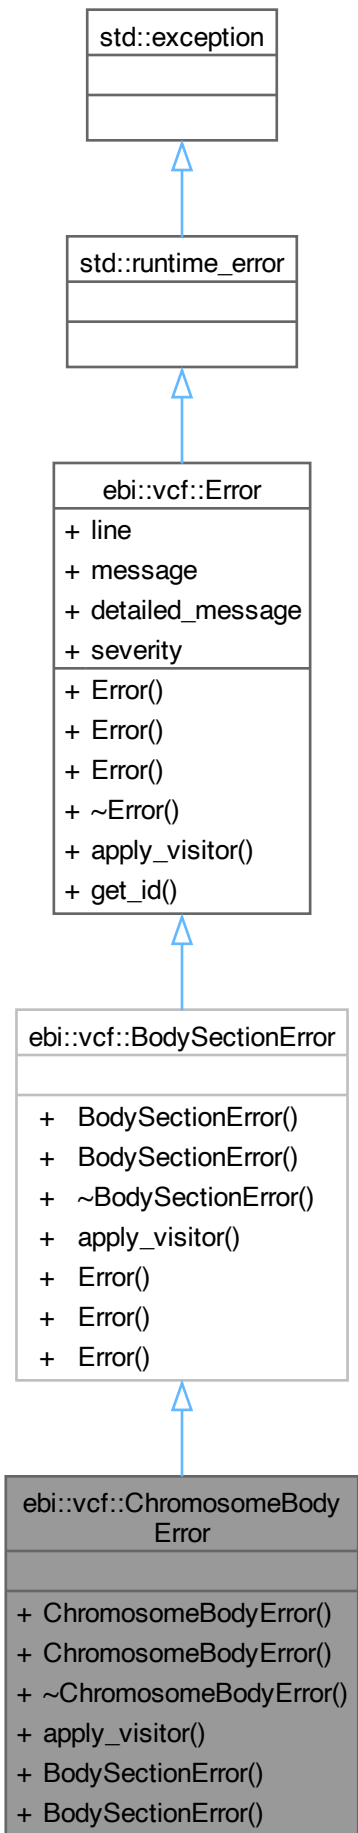 std::exception
std::runtime_error
ebi::vcf::Error
+ line
+ message
+ detailed_message
+ severity
+ Error()
+ Error()
+ Error()
+ ~Error()
+ apply_visitor()
+ get_id()
ebi::vcf::BodySectionError
+ BodySectionError()
+ BodySectionError()
+ ~BodySectionError()
+ apply_visitor()
+ Error()
+ Error()
+ Error()
ebi::vcf::ChromosomeBody
Error
+ ChromosomeBodyError()
+ ChromosomeBodyError()
+ ~ChromosomeBodyError()
+ apply_visitor()
+ BodySectionError()
+ BodySectionError()